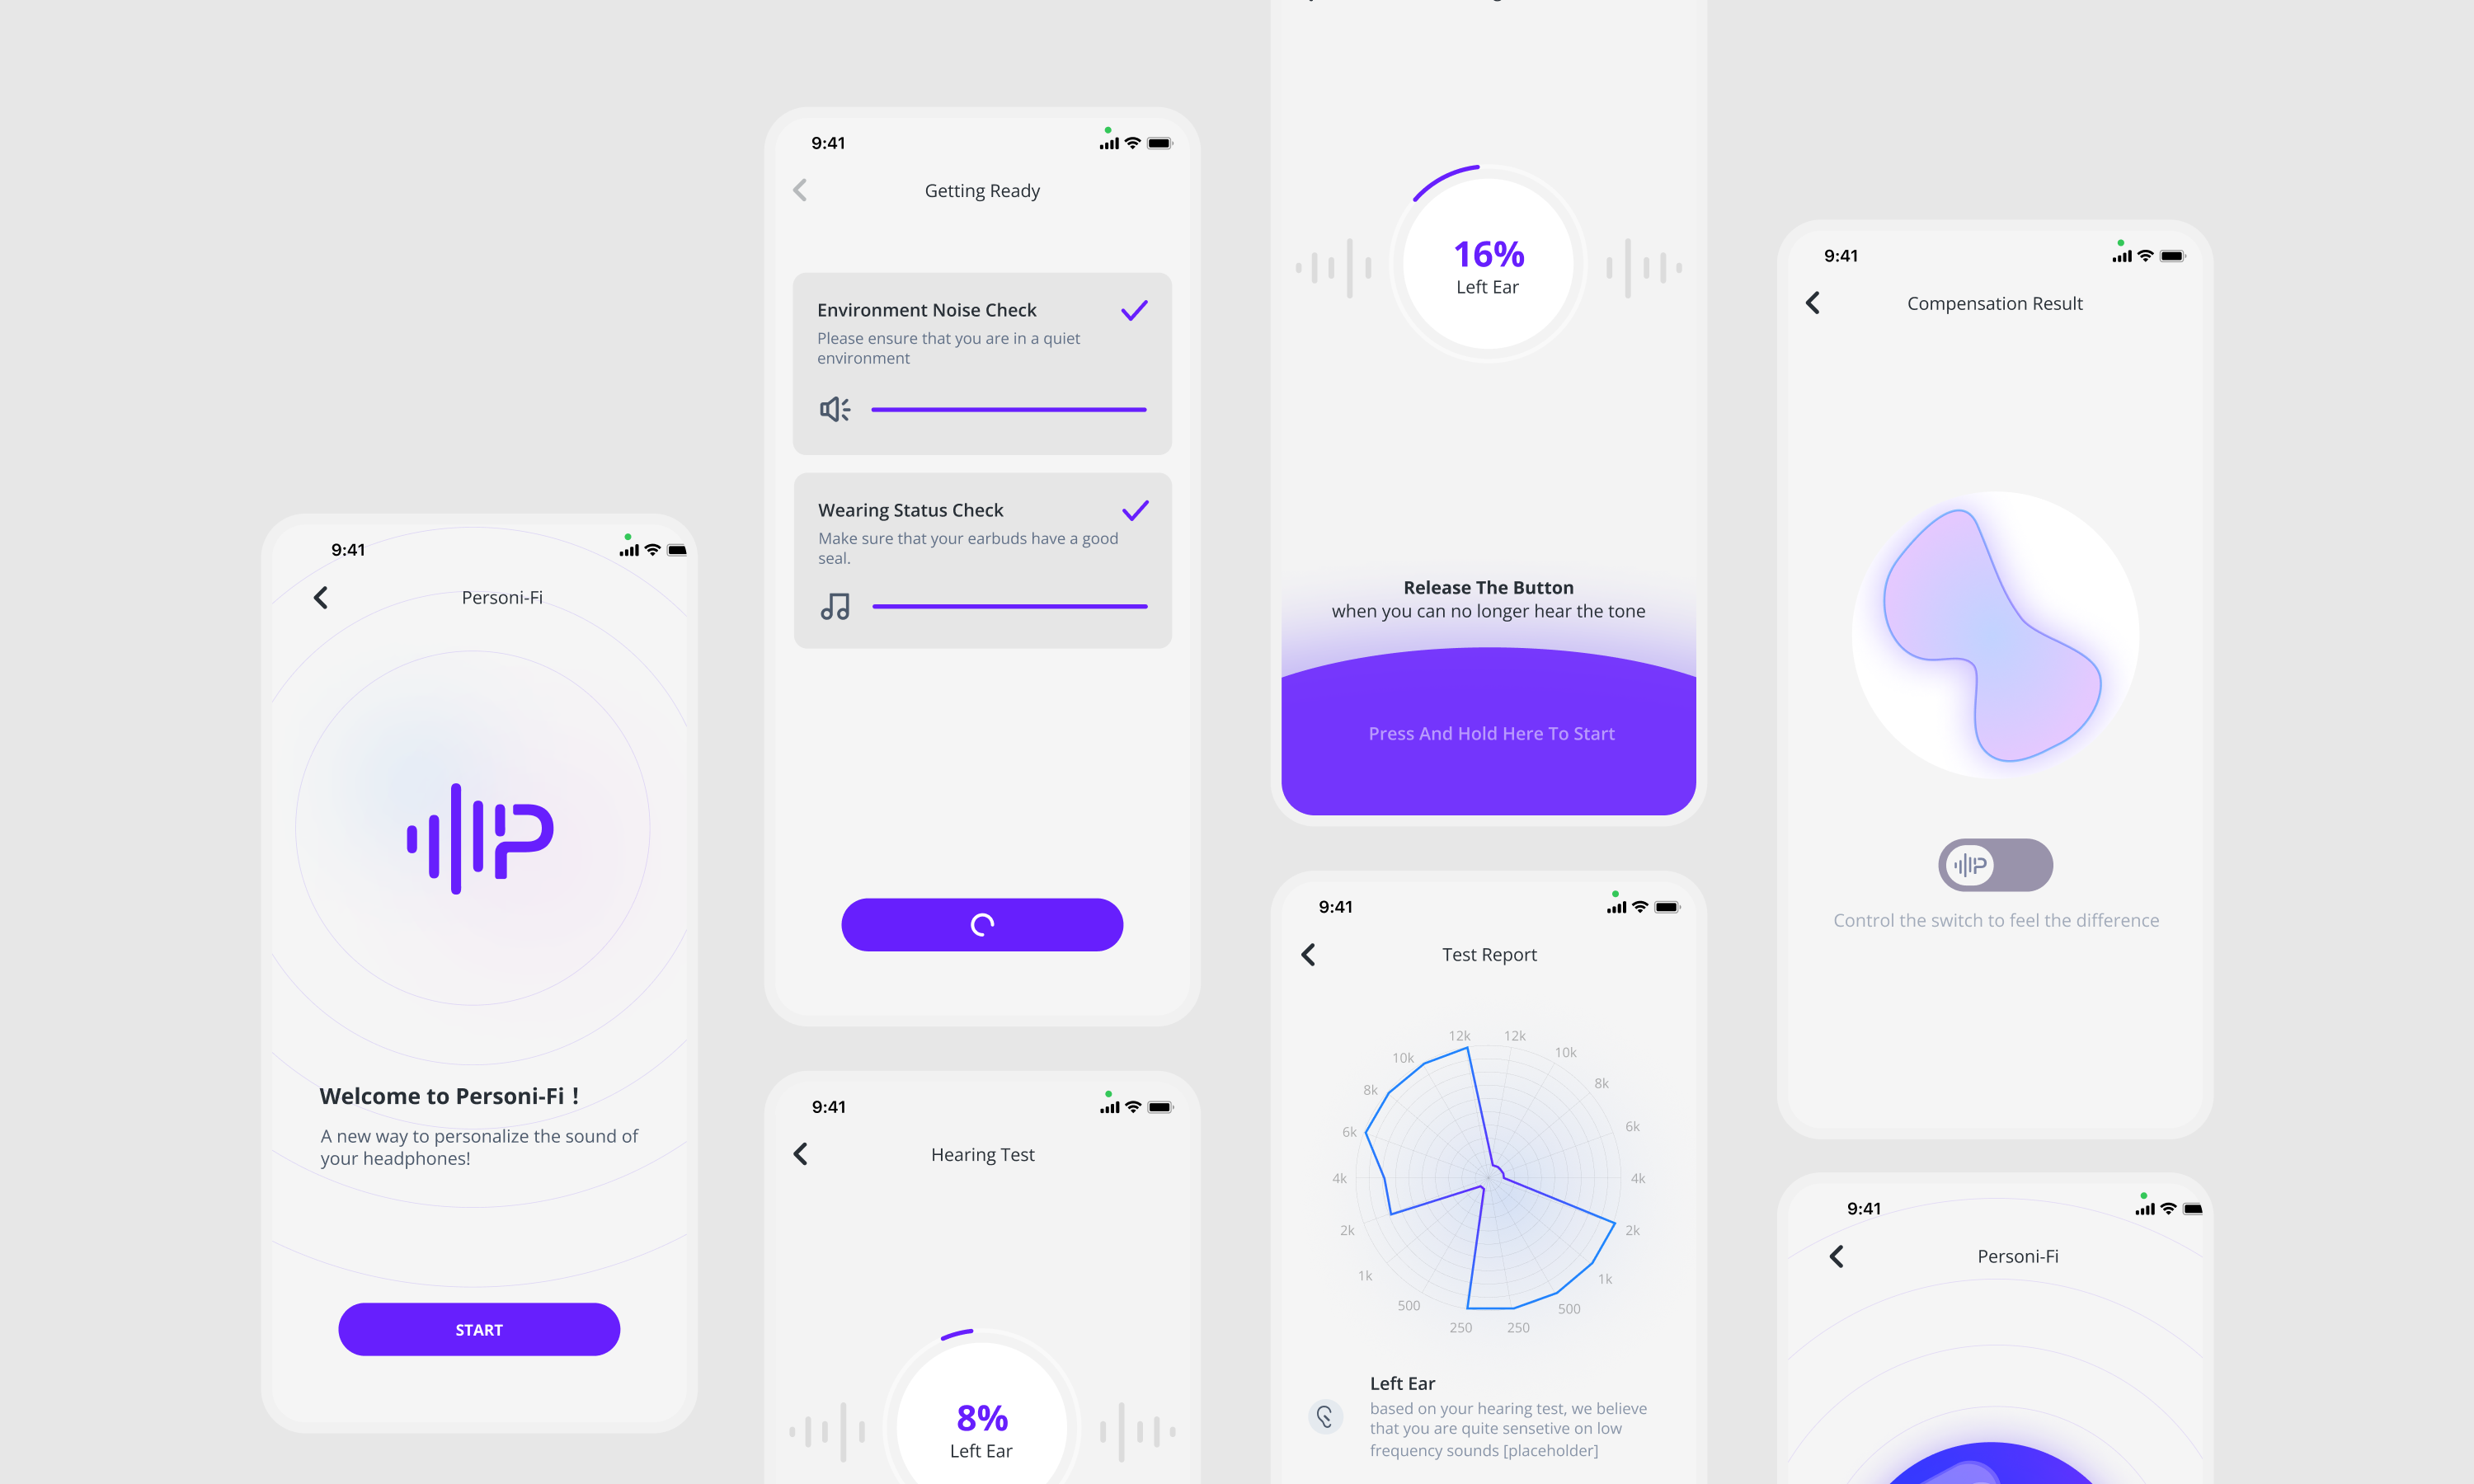 9:41
Personi-Fi
Welcome to Personi-Fi !
A new way to personalize the sound of
your headphones!
START
9:41
Getting Ready
Environment Noise Check
Please ensure that you are in a quiet
environment
Wearing Status Check
Make sure that your earbuds have a good
seal.
9:41
Hearing Test
8%
Left Ear
16%
Left Ear
Release The Button
when you can no longer hear the tone
Press And Hold Here To Start
9:41
Test Report
12k 12k
10k 10k
8k 8k
6k 6k
4k 4k
2k 2k
1k 1k
500 500
250 250
Left Ear
based on your hearing test, we believe
that you are quite sensetive on low
frequency sounds [placeholder]
9:41
Compensation Result
Control the switch to feel the difference
9:41
Personi-Fi